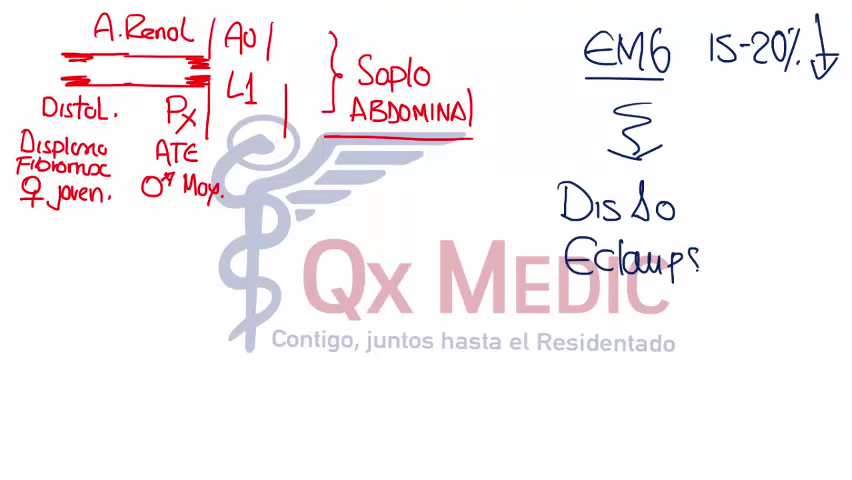 A. Renal
AO
L1
Distal.
Px
Displasia
Fibromusc
♀ joven.
ATE
♂ May.
Soplo
ABDOMINAL
EMG 15-20% ↓
Dis Ao
Eclamps
Qx MEDIC
Contigo, juntos hasta el Residentado